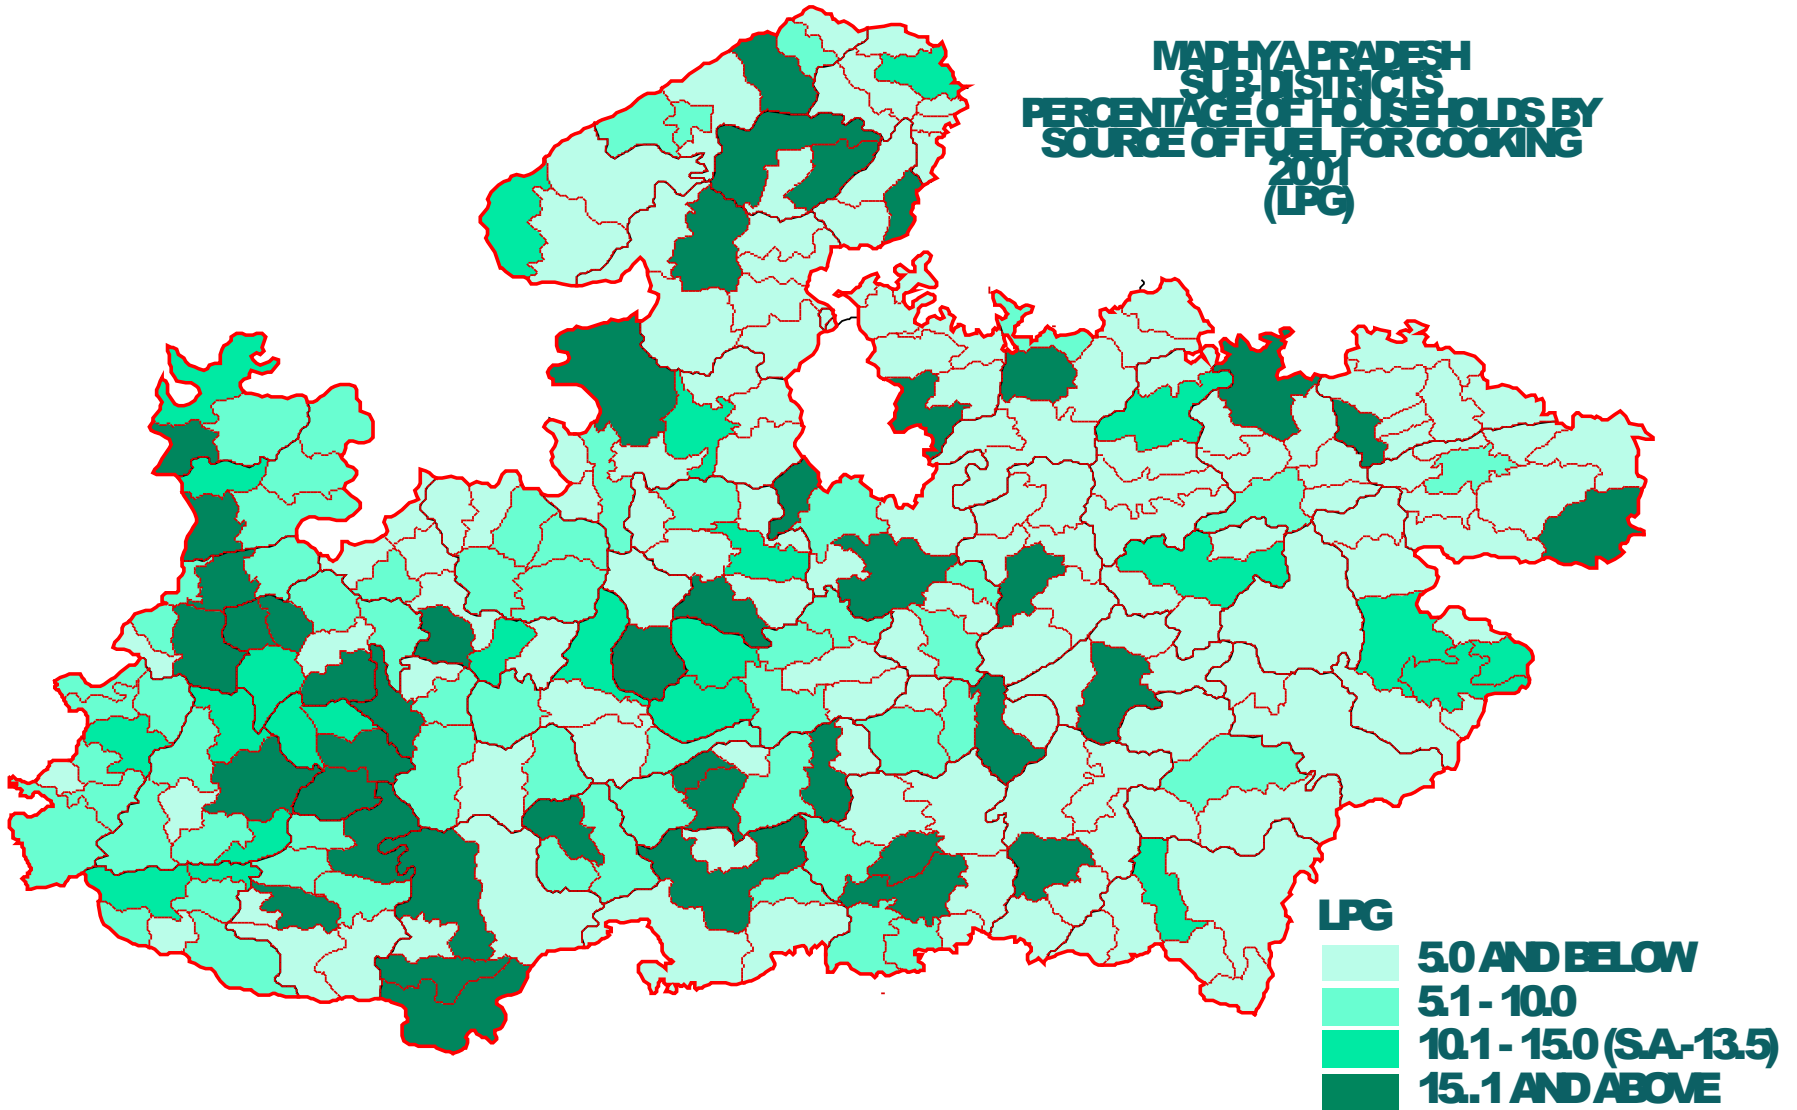 MADHYA PRADESH
SUB-DISTRICTS
PERCENTAGE OF HOUSEHOLDS BY
SOURCE OF FUEL FOR COOKING
2001
(LPG)
LPG
5.0 AND BELOW
5.1 - 10.0
10.1 - 15.0 (S.A.-13.5)
15..1 AND ABOVE